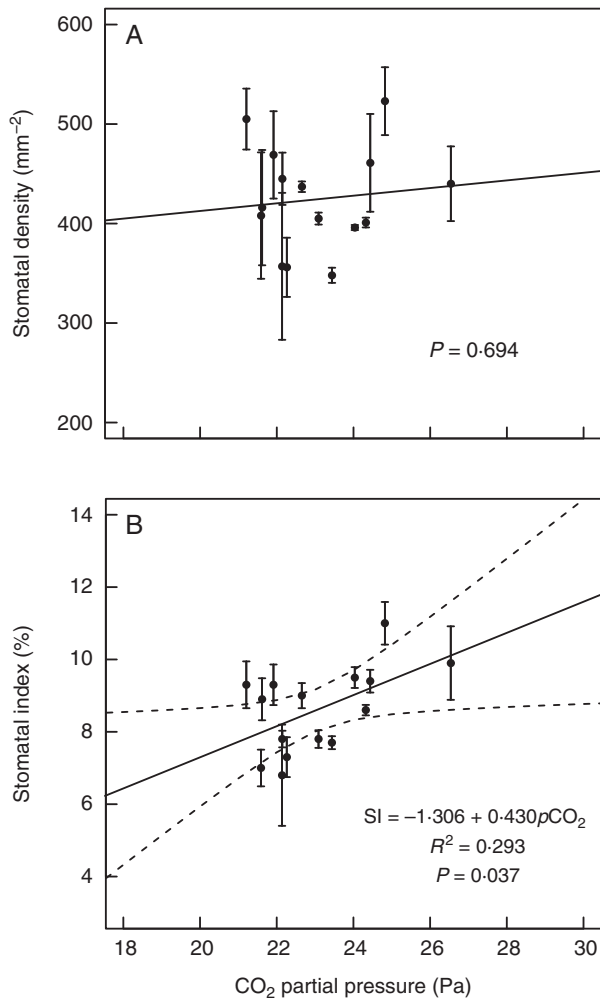 600
A
500
400
300
200
Stomatal density (mm−2)
P = 0·694
14
B
12
10
8
6
4
Stomatal index (%)
SI = −1·306 + 0·430pCO2
R2 = 0·293
P = 0·037
18 20 22 24 26 28 30
CO2 partial pressure (Pa)